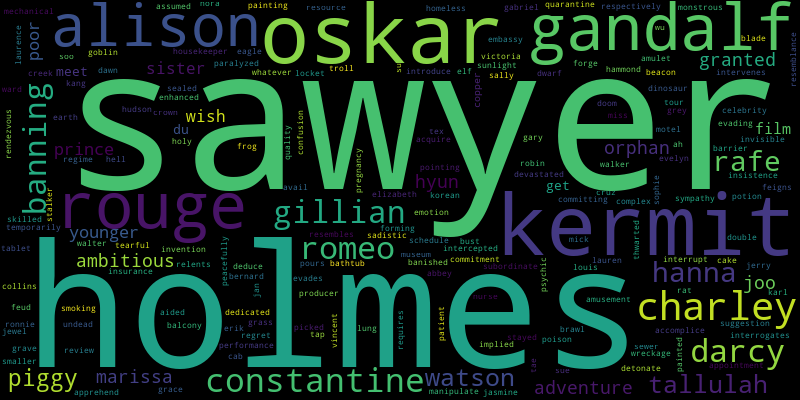 mechanical
assumed
nora
painting
resource
homeless
gabriel
quarantine
respectively
monstrous
alison
oskar
gandalf
poor
laurence
soo
goblin
housekeeper
eagle
embassy
wu
blade
resemblance
meet
dawn
sister
paralyzed
victoria
sunlight
forge
amulet
granted
kang
whatever
locket
troll
introduce
elf
sally
dwarf
hammond
beacon
intervenes
creek
sealed
enhanced
copper
dinosaur
ward
hudson
crown
tex
acquire
doom
tour
celebrity
earth
wish
quality
confusion
miss
grey
evading
film
rendezvous
du
holy
frog
gary
motel
invisible
prince
orphan
barrier
ah
rafe
regime
hell
sawyer
robin
walker
evelyn
banning
pregnancy
pointing
hyun
korean
devastated
get
cruz
sophie
insistence
potion
stalker
avail
elizabeth
committing
complex
sympathy
feigns
skilled
temporarily
rouge
gillian
emotion
forming
kermit
mick
thwarted
double
younger
resembles
sadistic
schedule
bust
intercepted
lauren
interrupt
cake
jerry
walter
tearful
invention
peacefully
romeo
museum
commitment
psychic
tablet
ambitious
relents
deduce
pours
bathtub
banished
abbey
subordinate
louis
hanna
joo
insurance
bernard
jan
evades
producer
nurse
amusement
rat
karl
collins
smoking
holmes
charley
feud
aided
dedicated
grass
picked
tap
vincent
lung
requires
patient
stayed
poison
brawl
accomplice
suggestion
ronnie
undead
balcony
erik
regret
implied
sewer
interrogates
jewel
performance
wreckage
painted
darcy
grave
review
cab
tae
sue
detonate
appointment
smaller
piggy
marissa
constantine
watson
adventure
tallulah
apprehend
grace
manipulate
jasmine